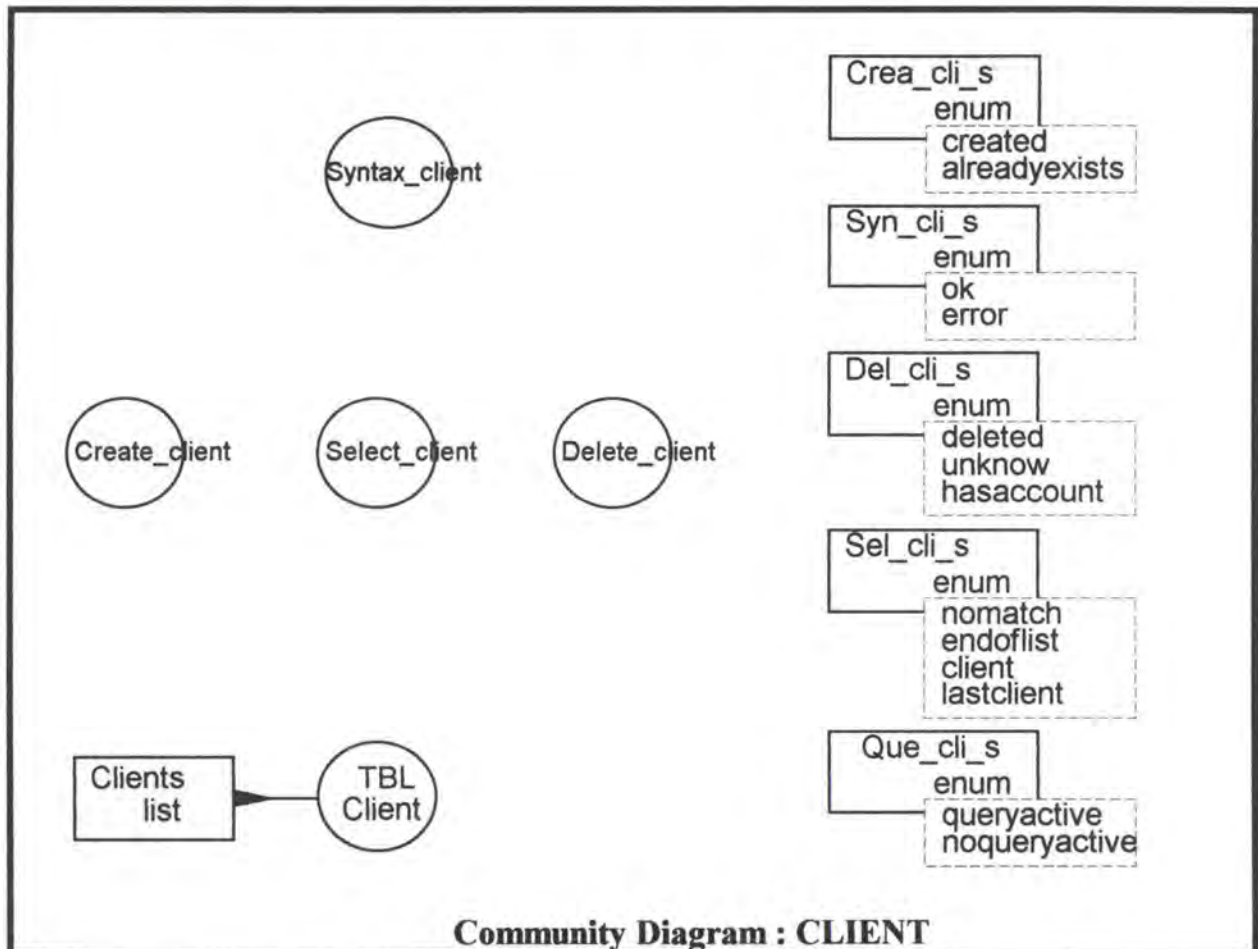 Syntax_client
Create_client
Select_client
Delete_client
Clients
list
TBL
Client
Crea_cli_s
enum
created
alreadyexists
Syn_cli_s
enum
ok
error
Del_cli_s
enum
deleted
unknow
hasaccount
Sel_cli_s
enum
nomatch
endoflist
client
lastclient
Que_cli_s
enum
queryactive
noqueryactive
Community Diagram : CLIENT